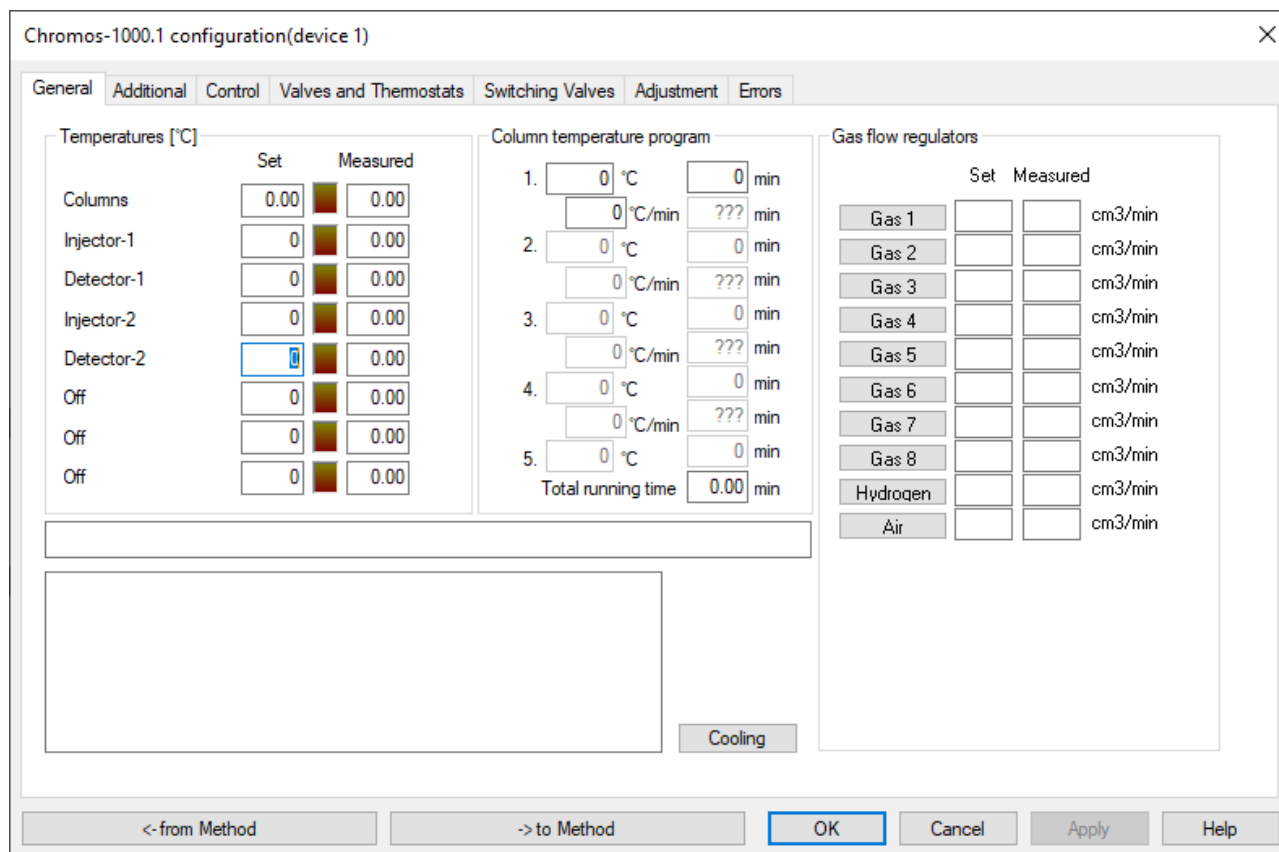 Chromos-1000.1 configuration(device 1)
General Additional Control Valves and Thermostats Switching Valves Adjustment Errors
Temperatures [°C]
Set Measured
Columns 0.00 0.00
Injector-1 0 0.00
Detector-1 0 0.00
Injector-2 0 0.00
Detector-2 0 0.00
Off 0 0.00
Off 0 0.00
Off 0 0.00
Column temperature program
1. 0 °C 0 min
0 °C/min ??? min
2. 0 °C 0 min
0 °C/min ??? min
3. 0 °C 0 min
0 °C/min ??? min
4. 0 °C 0 min
0 °C/min ??? min
5. 0 °C 0 min
Total running time 0.00 min
Gas flow regulators
Set Measured
Gas 1 cm3/min
Gas 2 cm3/min
Gas 3 cm3/min
Gas 4 cm3/min
Gas 5 cm3/min
Gas 6 cm3/min
Gas 7 cm3/min
Gas 8 cm3/min
Hydrogen cm3/min
Air cm3/min
Cooling
<-from Method -> to Method OK Cancel Apply Help